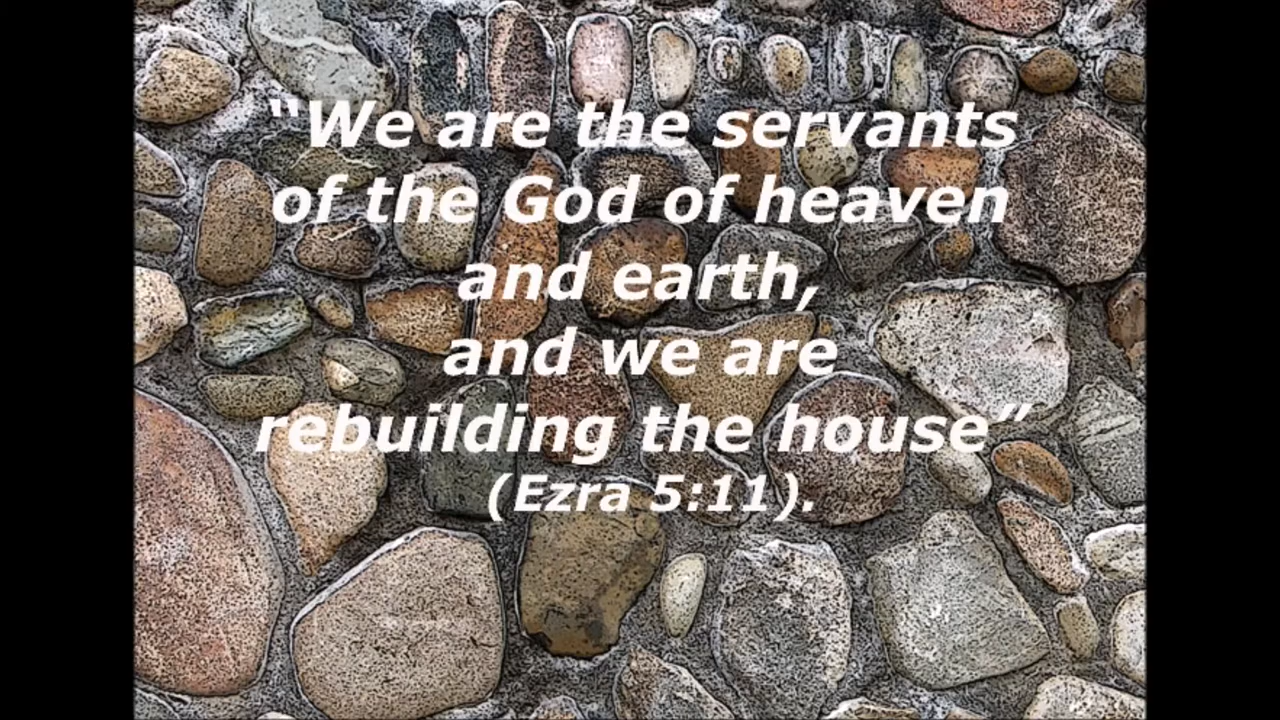 “We are the servants
of the God of heaven
and earth,
and we are
rebuilding the house”
(Ezra 5:11).